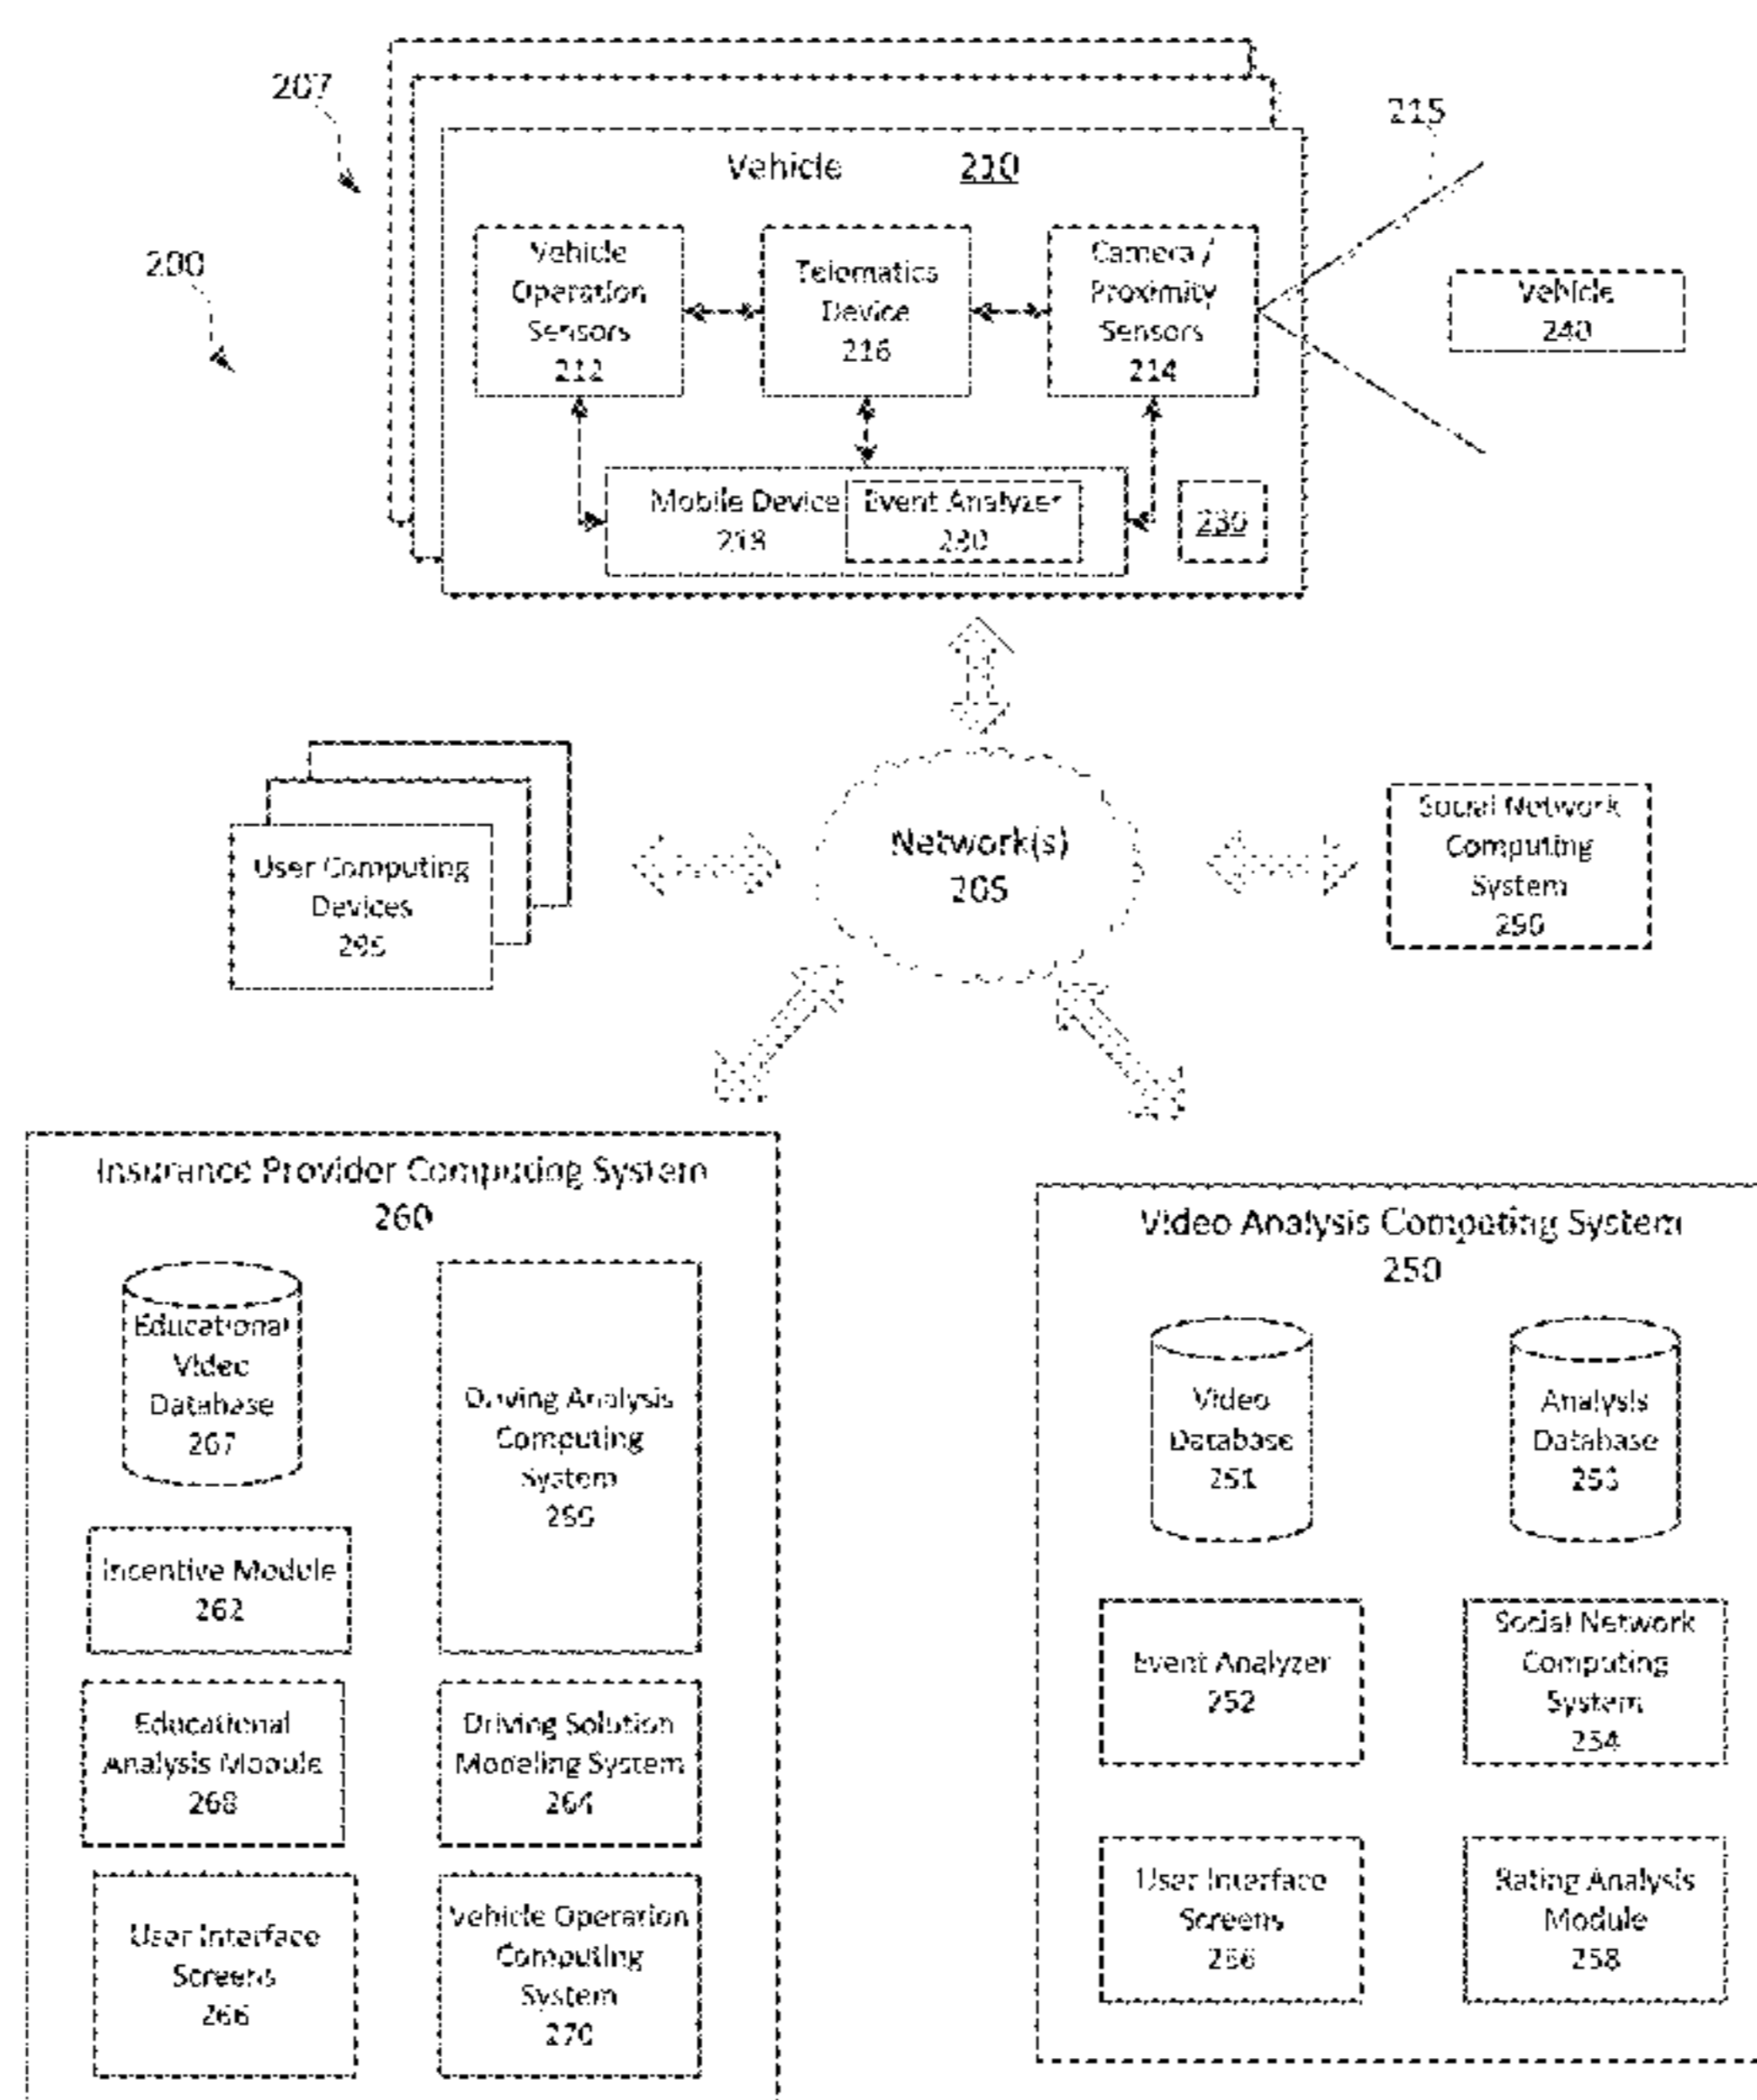 207
215
Vehicle 210
200
Vehicle
Operation
Sensors
212
Telematics
Device
216
Camera /
Proximity
Sensors
214
Vehicle
240
Mobile Device
218
Event Analyzer
Network(s)
205
User Computing
Devices
Social Network
Computing
System
290
Insurance Provider Computing System
260
Educational
Video
Database
267
Driving Analysis
Computing
System
Incentive Module
262
Educational
Analysis Module
268
Driving Solution
Modeling System
264
User Interface
Screens
266
Vehicle Operation
Computing
System
270
Video Analysis Computing System
250
Video
Database
251
Analysis
Database
253
Event Analyzer
252
Social Network
Computing
System
254
User Interface
Screens
256
Rating Analysis
Module
258